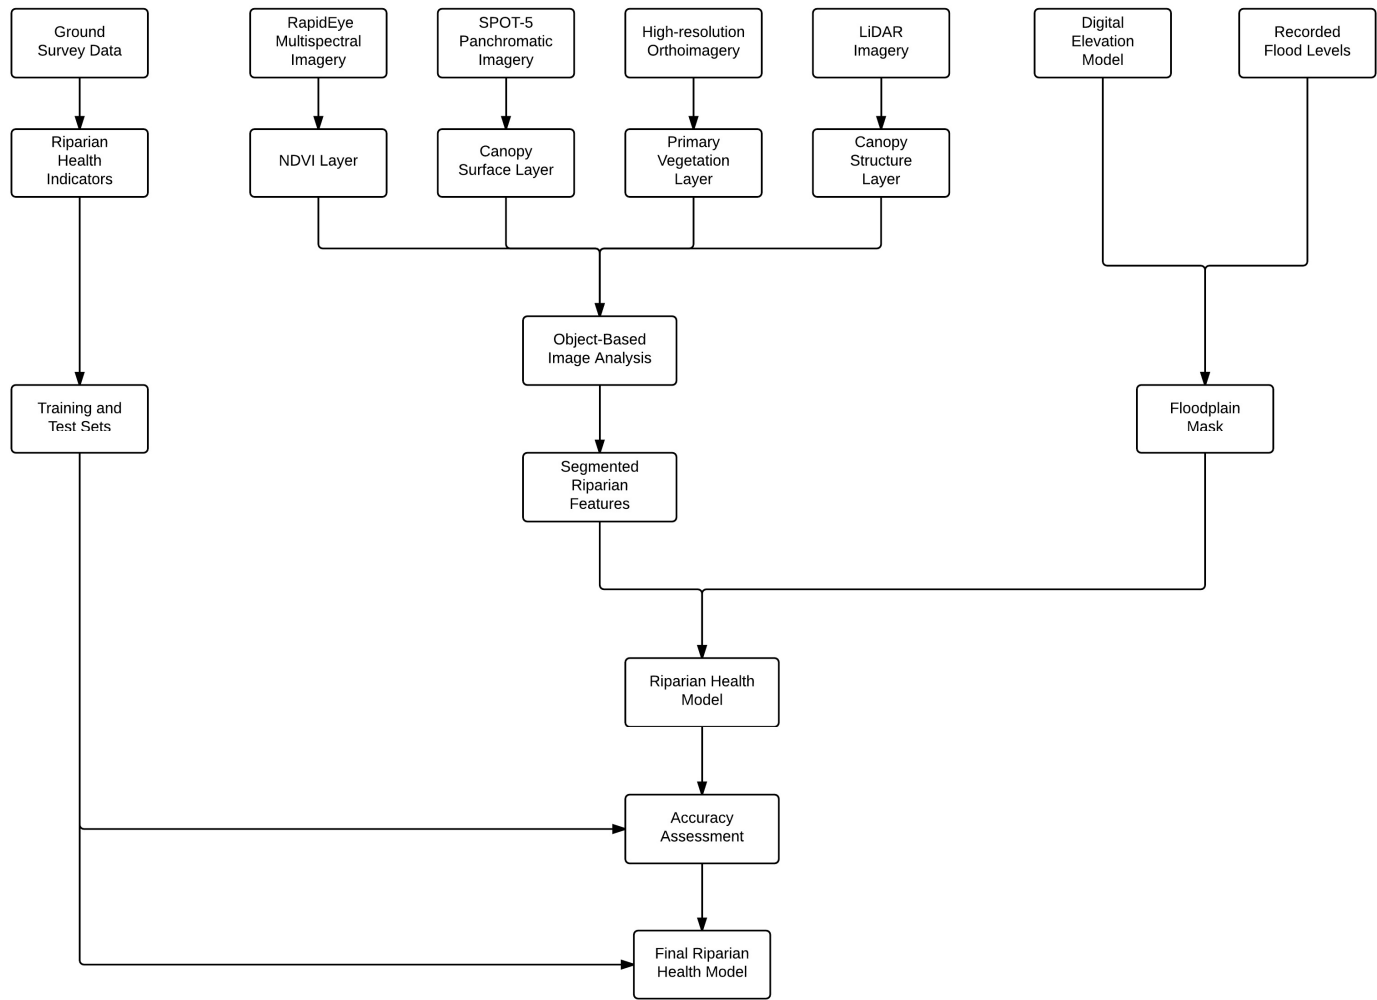 Ground
Survey Data
RapidEye
Multispectral
Imagery
SPOT-5
Panchromatic
Imagery
High-resolution
Orthoimagery
LiDAR
Imagery
Digital
Elevation
Model
Recorded
Flood Levels
Riparian
Health
Indicators
NDVI Layer
Canopy
Surface Layer
Primary
Vegetation
Layer
Canopy
Structure
Layer
Object-Based
Image Analysis
Training and
Test Sets
Floodplain
Mask
Segmented
Riparian
Features
Riparian Health
Model
Accuracy
Assessment
Final Riparian
Health Model